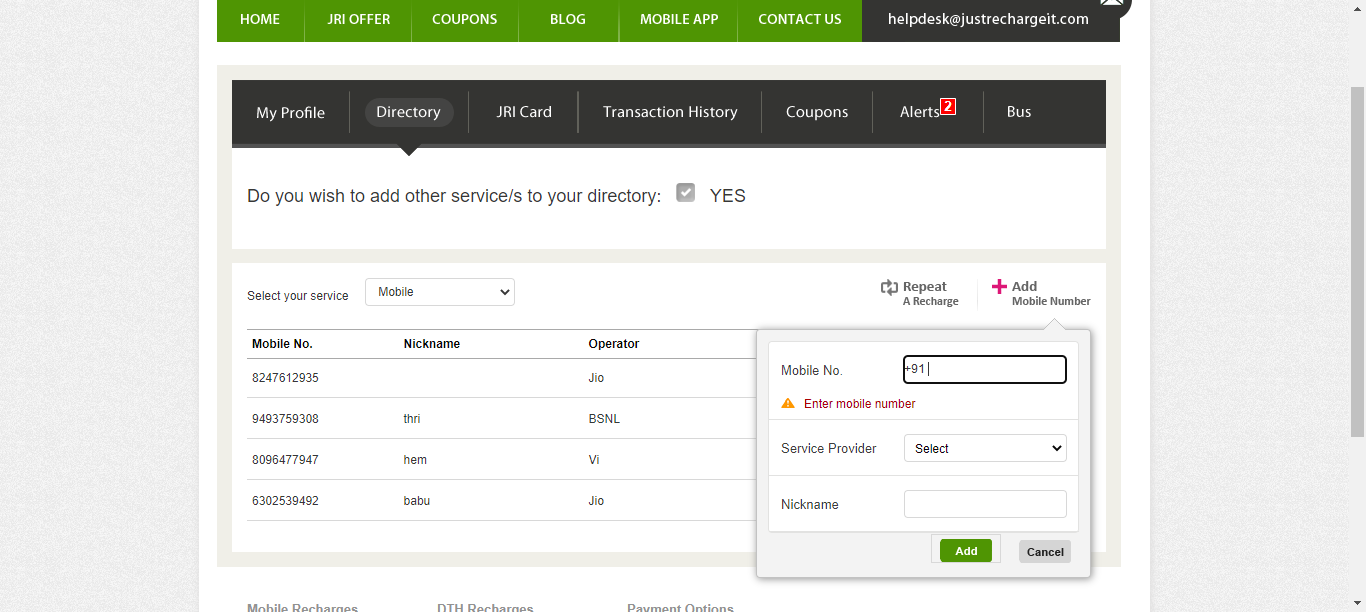 HOME JRI OFFER COUPONS BLOG MOBILE APP CONTACT US helpdesk@justrechargeit.com
My Profile Directory JRI Card Transaction History Coupons Alerts 2 Bus
Do you wish to add other service/s to your directory: YES
Select your service Mobile
Repeat
A Recharge
Add
Mobile Number
Mobile No. Nickname Operator
8247612935 Jio
9493759308 thri BSNL
8096477947 hem Vi
6302539492 babu Jio
Mobile No. +91
Enter mobile number
Service Provider Select
Nickname
Add Cancel
Mobile Recharges DTH Recharges Payment Options